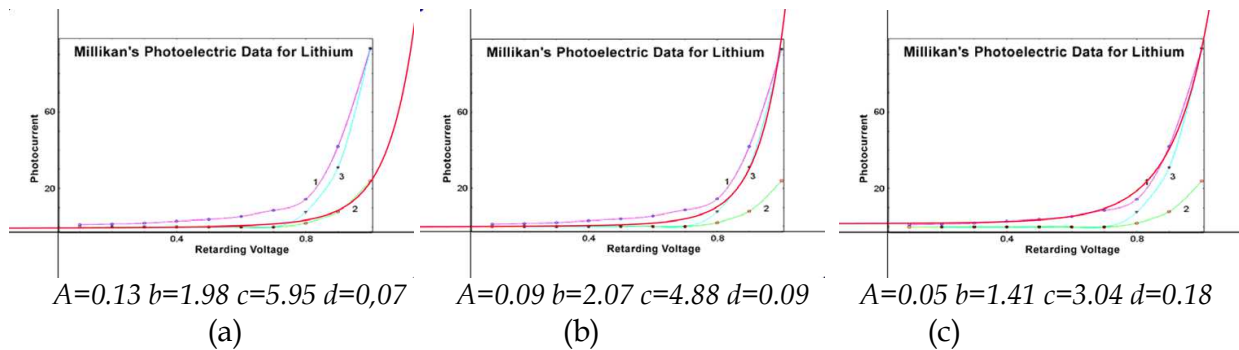 Millikan's Photoelectric Data for Lithium
60
20
Photocurrent
1
3
2
0.4
0.8
Retarding Voltage
A=0.13 b=1.98 c=5.95 d=0,07
(a)
Millikan's Photoelectric Data for Lithium
60
20
Photocurrent
1
3
2
0.4
0.8
Retarding Voltage
A=0.09 b=2.07 c=4.88 d=0.09
(b)
Millikan's Photoelectric Data for Lithium
60
20
Photocurrent
1
3
2
0.4
0.8
Retarding Voltage
A=0.05 b=1.41 c=3.04 d=0.18
(c)